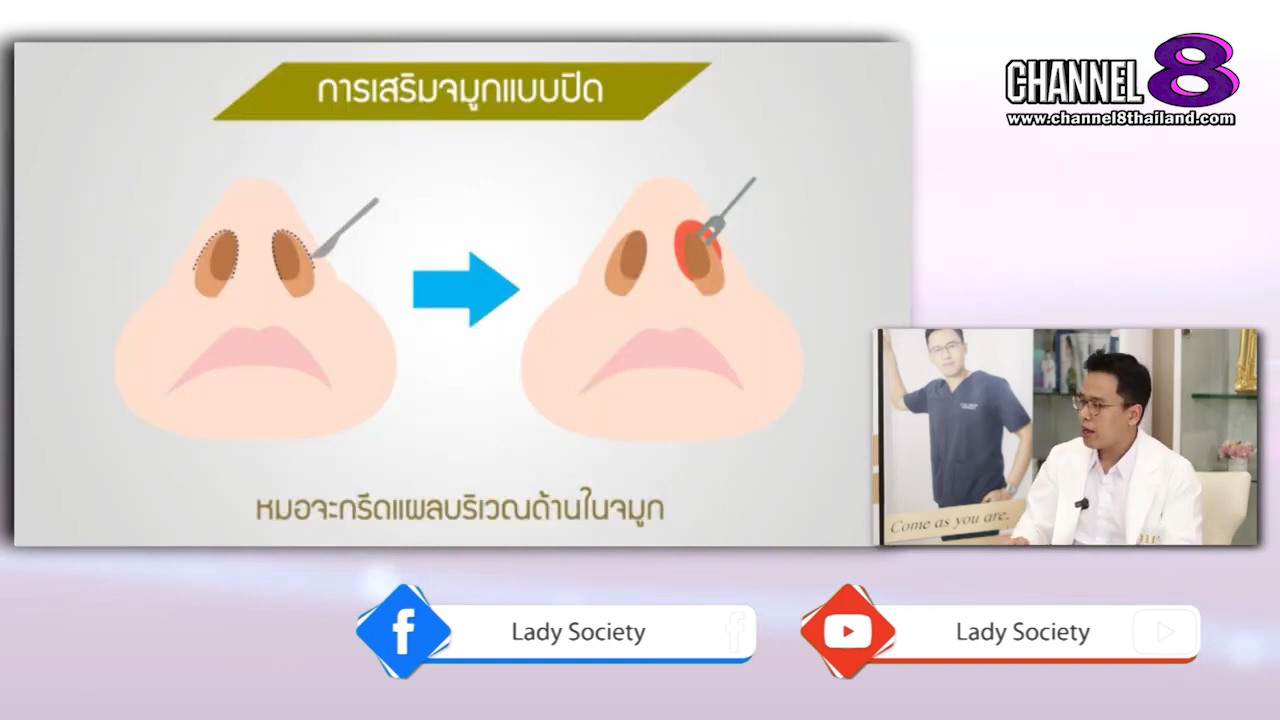 การเสริมจมูกแบบปิด
CHANNEL 8
www.channel8thailand.com
หมอจะกรีดแผลบริเวณด้านในจมูก
Come as you are.
Lady Society
Lady Society